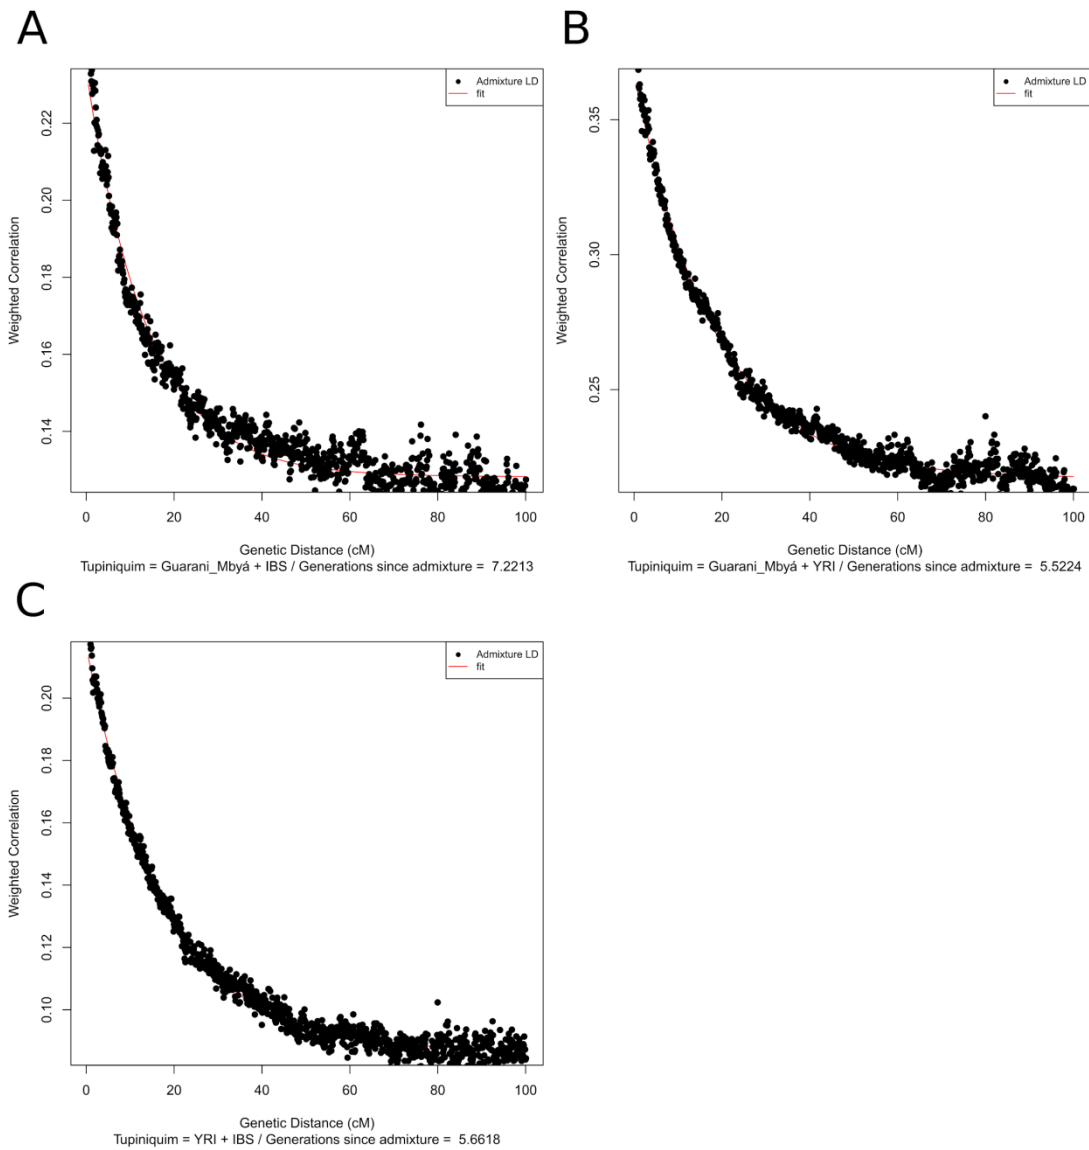 A
Admixture LD
fit
Weighted Correlation
0.22
0.20
0.18
0.16
0.14
0 20 40 60 80 100
Genetic Distance (cM)
Tupiniquim = Guarani_Mbyá + IBS / Generations since admixture = 7.2213
B
Admixture LD
fit
Weighted Correlation
0.35
0.30
0.25
0 20 40 60 80 100
Genetic Distance (cM)
Tupiniquim = Guarani_Mbyá + YRI / Generations since admixture = 5.5224
C
Admixture LD
fit
Weighted Correlation
0.20
0.18
0.16
0.14
0.12
0.10
0 20 40 60 80 100
Genetic Distance (cM)
Tupiniquim = YRI + IBS / Generations since admixture = 5.6618